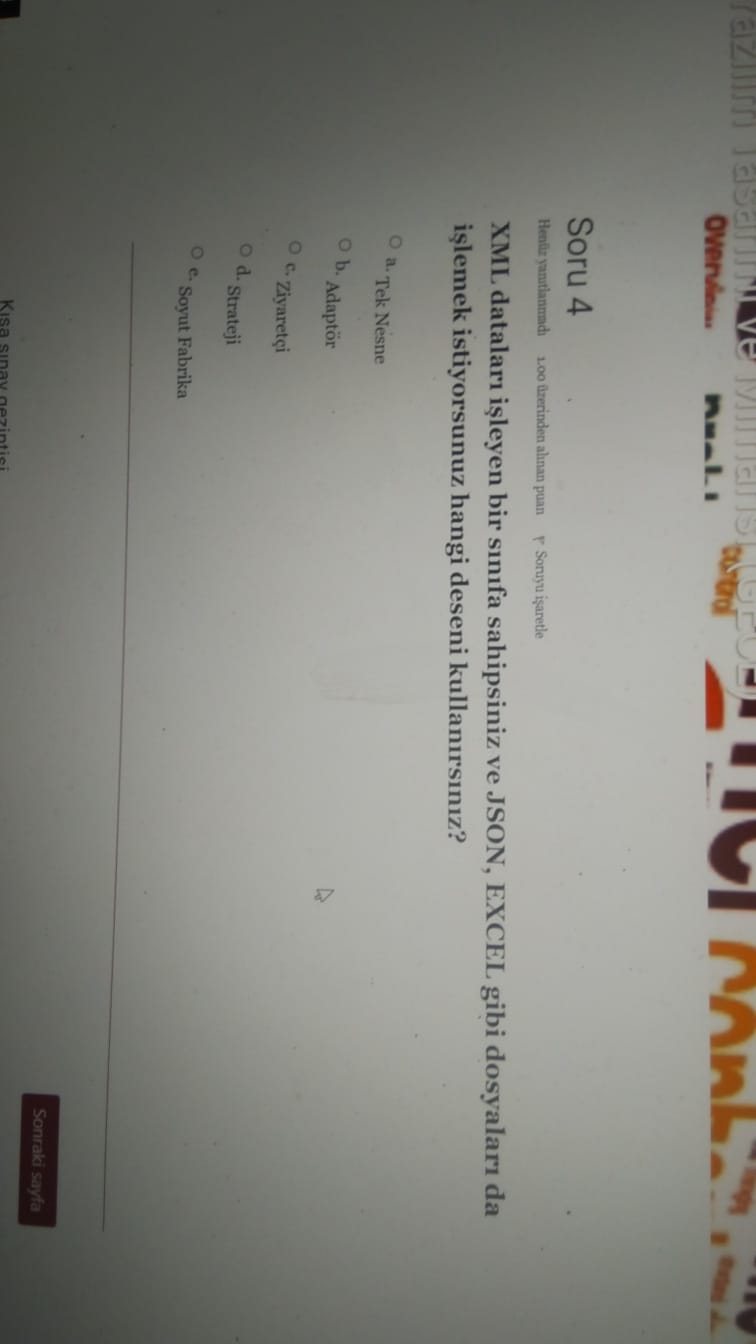 Soru 4
Henüz yanıtlanmadı 1.00 üzerinden alınan puan Soruyu işaretle
XML dataları işleyen bir sınıfa sahipsiniz ve JSON, EXCEL gibi dosyaları da
işlemek istiyorsunuz hangi deseni kullanırsınız?
a. Tek Nesne
b. Adaptör
c. Ziyaretçi
d. Strateji
e. Soyut Fabrika
Sonraki sayfa
Kısa sınav gezintisi